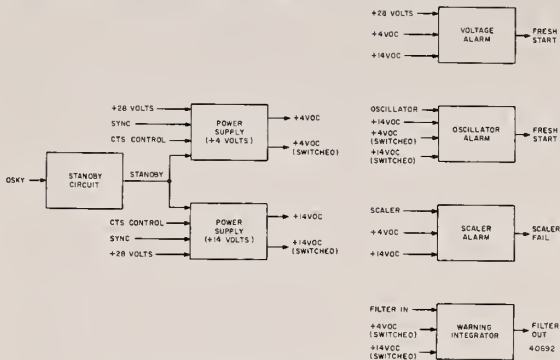 +28 VOLTS
+4VDC
+14VDC
VOLTAGE
ALARM
FRESH
START
+28 VOLTS
SYNC
CTS CONTROL
POWER
SUPPLY
(+4 VOLTS)
+4VDC
+4VDC
(SWITCHED)
OSKY
STANDBY
CIRCUIT
STANDBY
CTS CONTROL
SYNC
+28 VOLTS
POWER
SUPPLY
(+14 VOLTS)
+14VDC
+14VDC
(SWITCHED)
OSCILLATOR
+14VDC
+4VDC
(SWITCHED)
+14VDC
(SWITCHED)
OSCILLATOR
ALARM
FRESH
START
SCALER
+4VDC
+14VDC
SCALER
ALARM
SCALER
FAIL
FILTER IN
+4VDC
(SWITCHED)
+14VDC
(SWITCHED)
WARNING
INTEGRATOR
FILTER
OUT
40692